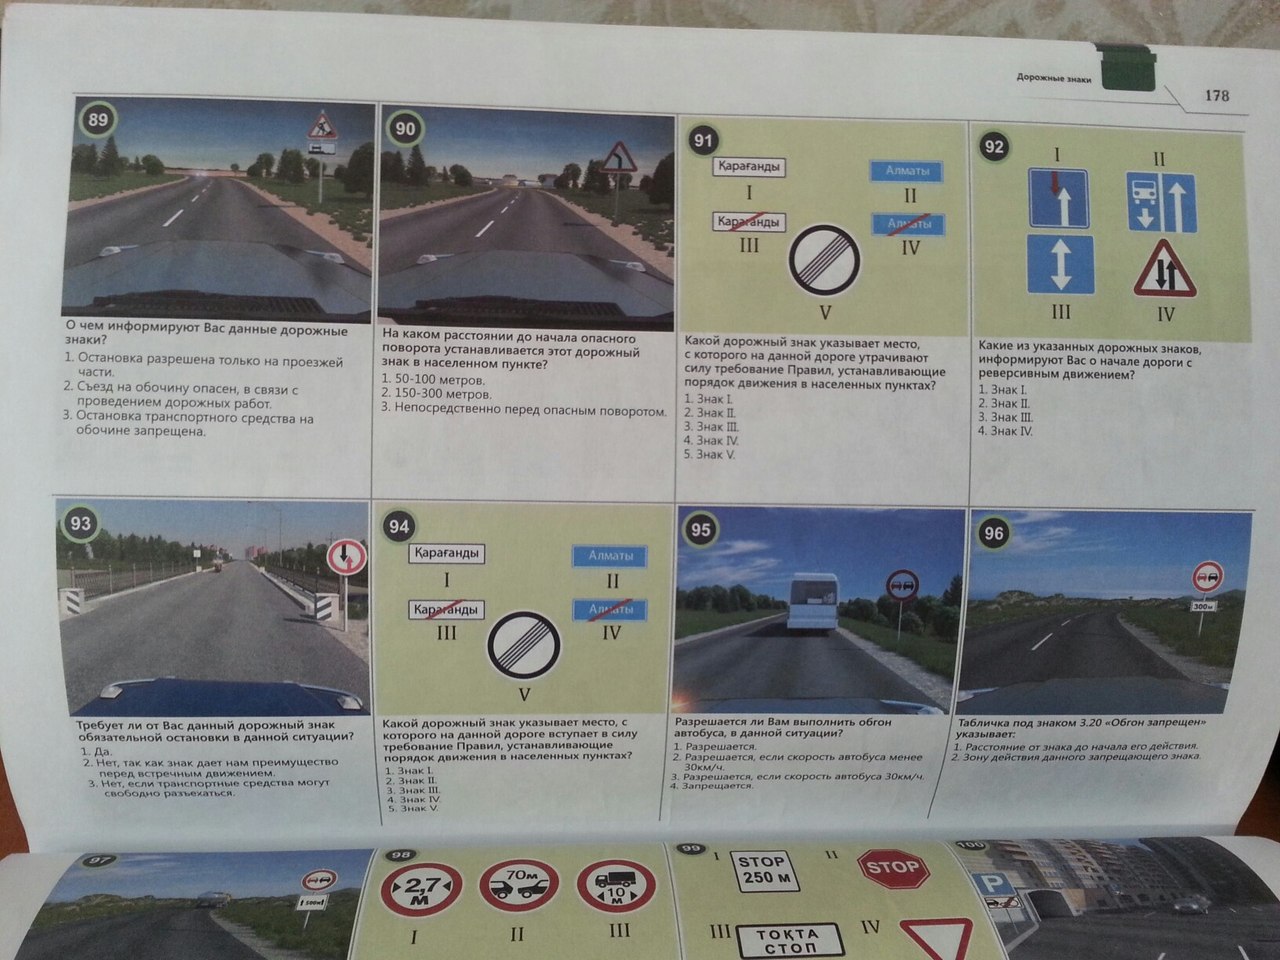 Дорожные знаки
178
89
О чем информируют Вас данные дорожные
знаки?
1. Остановка разрешена только на проезжей
части.
2. Съезд на обочину опасен, в связи с
проведением дорожных работ.
3. Остановка транспортного средства на
обочине запрещена.
90
На каком расстоянии до начала опасного
поворота устанавливается этот дорожный
знак в населенном пункте?
1. 50-100 метров.
2. 150-300 метров.
3. Непосредственно перед опасным поворотом.
91
Қарағанды
I
Алматы
II
Қарағанды
III
Алматы
IV
V
Какой дорожный знак указывает место,
с которого на данной дороге утрачивают
силу требование Правил, устанавливающие
порядок движения в населенных пунктах?
1. Знак I.
2. Знак II.
3. Знак III.
4. Знак IV.
5. Знак V.
92
I
II
III
IV
Какие из указанных дорожных знаков,
информируют Вас о начале дороги с
реверсивным движением?
1. Знак I.
2. Знак II.
3. Знак III.
4. Знак IV.
93
Требует ли от Вас данный дорожный знак
обязательной остановки в данной ситуации?
1. Да.
2. Нет, так как знак дает нам преимущество
перед встречным движением.
3. Нет, если транспортные средства могут
свободно разъехаться.
94
Қарағанды
I
Алматы
II
Қарағанды
III
Алматы
IV
V
Какой дорожный знак указывает место, с
которого на данной дороге вступает в силу
требование Правил, устанавливающие
порядок движения в населенных пунктах?
1. Знак I.
2. Знак II.
3. Знак III.
4. Знак IV.
5. Знак V.
95
Разрешается ли Вам выполнить обгон
автобуса, в данной ситуации?
1. Разрешается.
2. Разрешается, если скорость автобуса менее
30км/ч.
3. Разрешается, если скорость автобуса 30км/ч.
4. Запрещается.
96
300м
Табличка под знаком 3.20 «Обгон запрещен»
указывает:
1. Расстояние от знака до начала его действия.
2. Зону действия данного запрещающего знака.
97
500м
98
2,7
М
I
70м
II
10
М
III
99
I
STOP
250 М
II
STOP
III
ТОҚТА
СТОП
IV
100
P